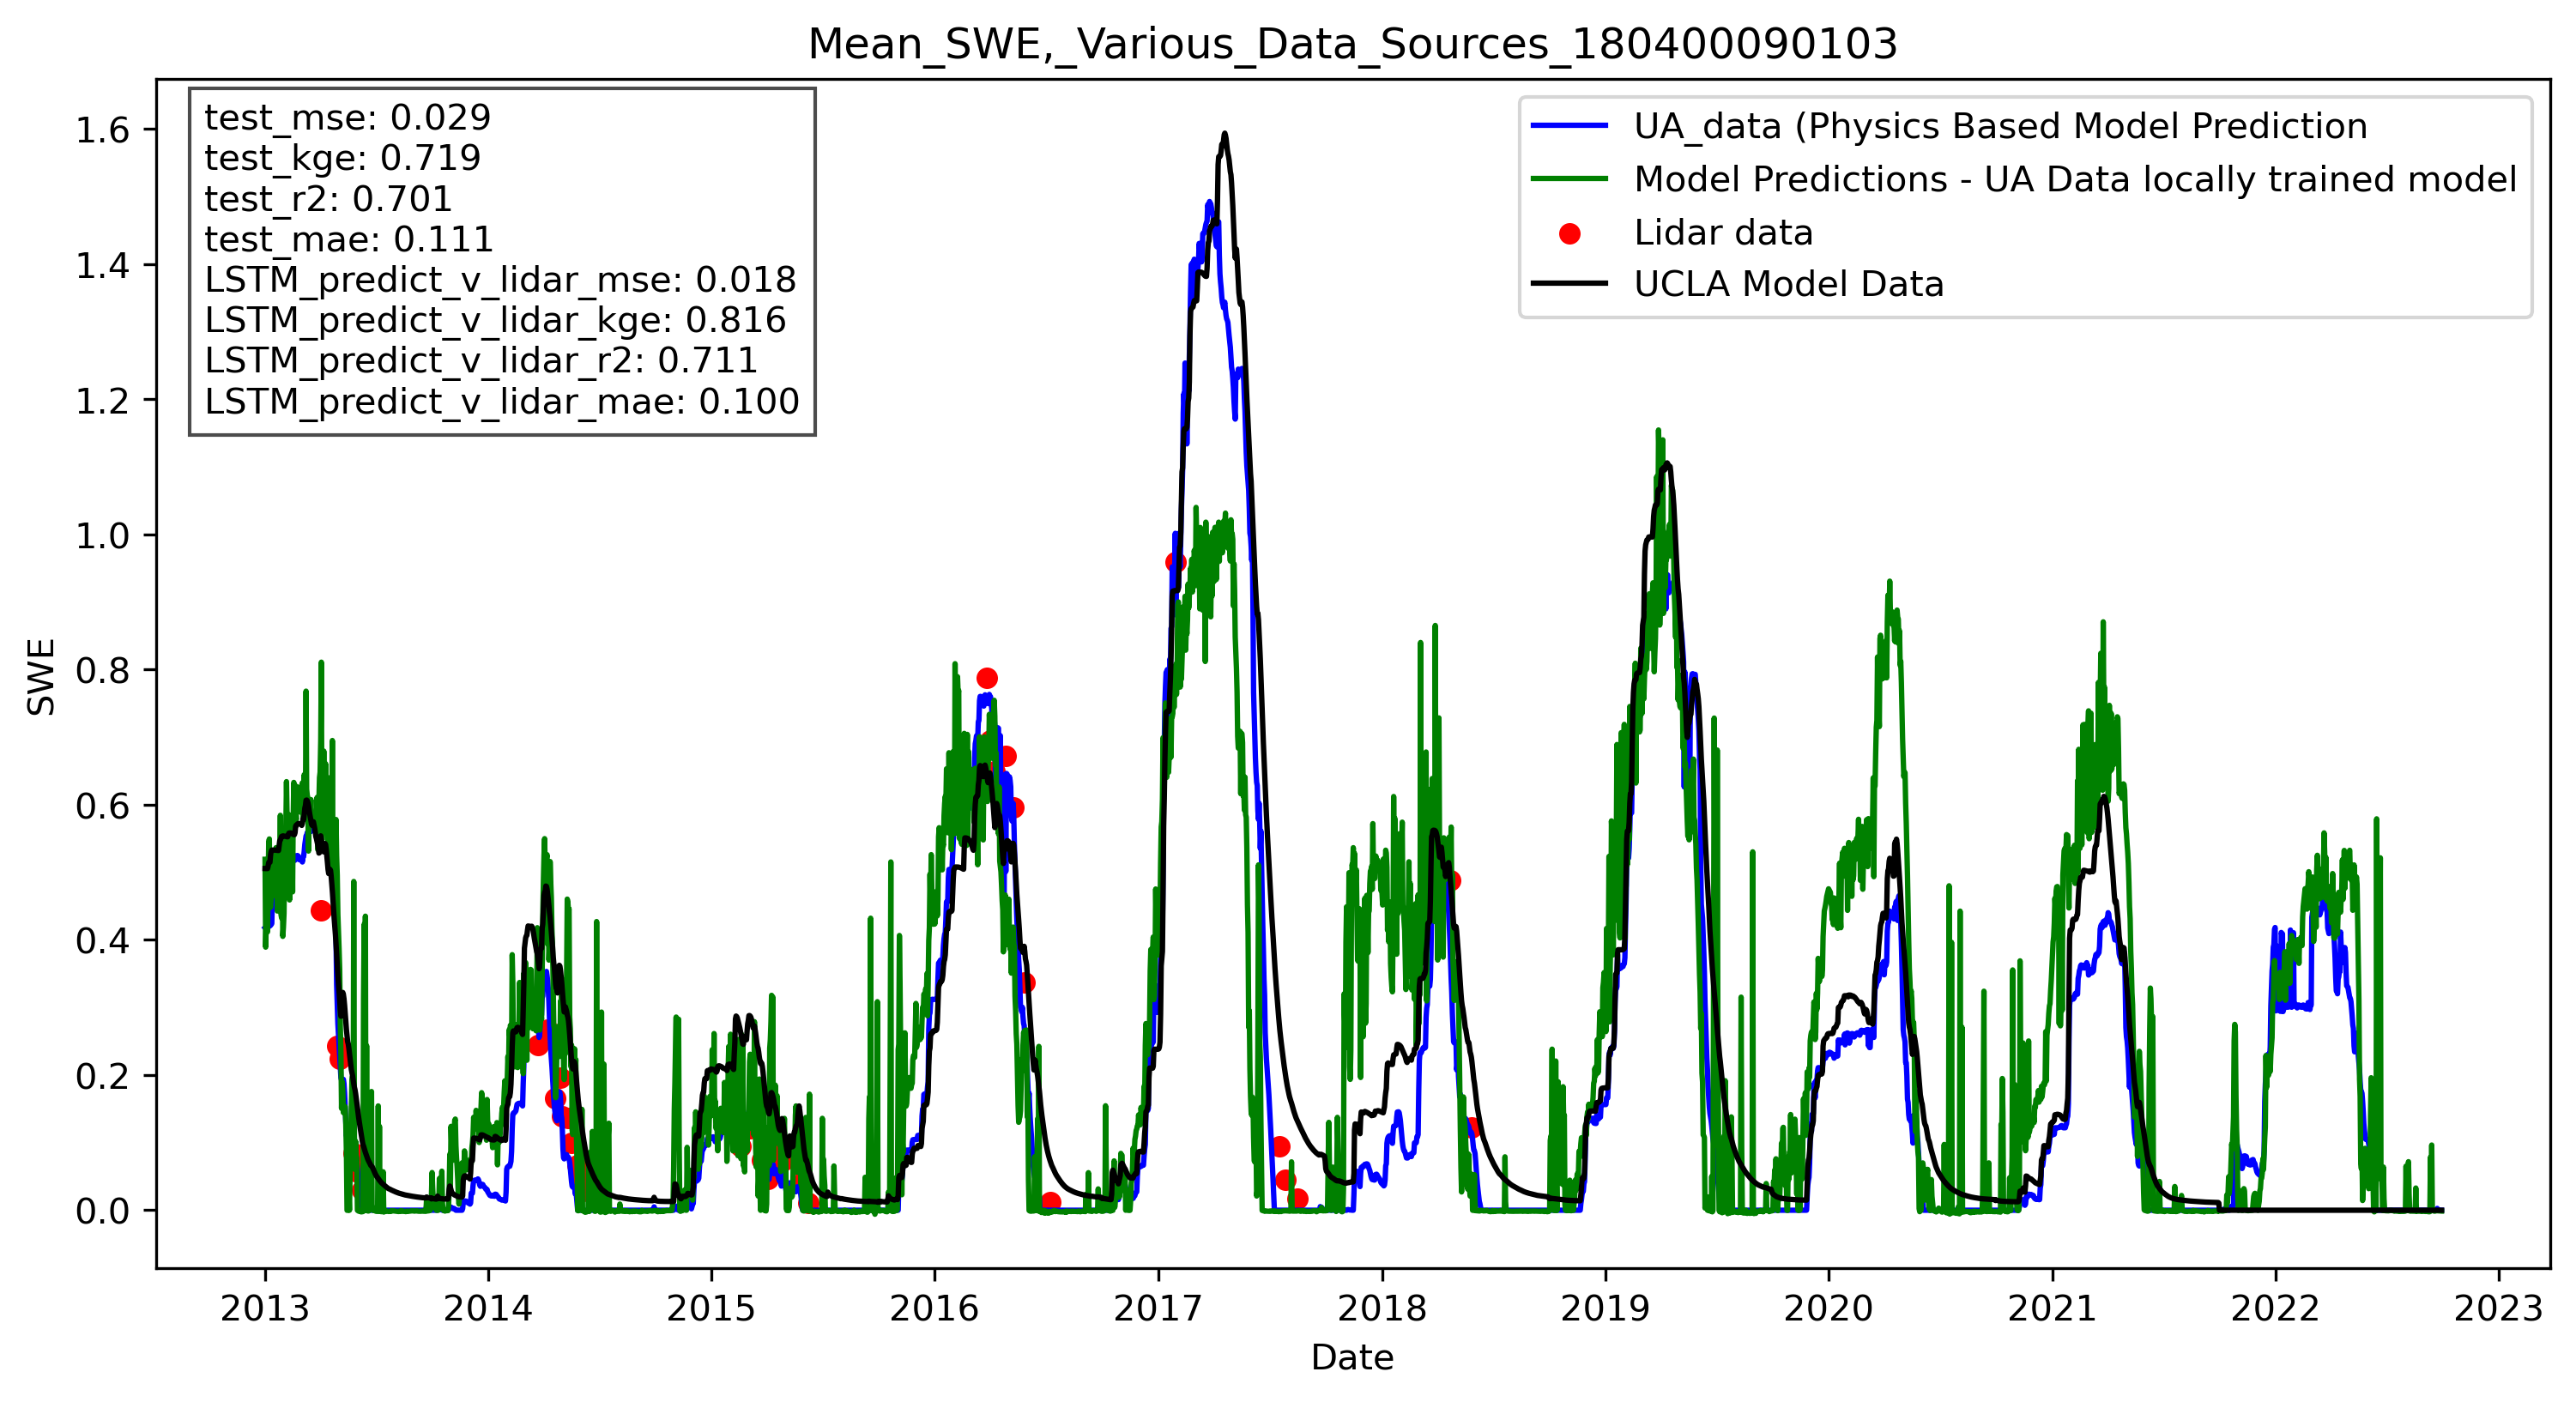 Mean_SWE,_Various_Data_Sources_180400090103
test_mse: 0.029
test_kge: 0.719
test_r2: 0.701
test_mae: 0.111
LSTM_predict_v_lidar_mse: 0.018
LSTM_predict_v_lidar_kge: 0.816
LSTM_predict_v_lidar_r2: 0.711
LSTM_predict_v_lidar_mae: 0.100
UA_data (Physics Based Model Prediction
Model Predictions - UA Data locally trained model
Lidar data
UCLA Model Data
1.6
1.4
1.2
1.0
0.8
0.6
0.4
0.2
0.0
SWE
2013 2014 2015 2016 2017 2018 2019 2020 2021 2022 2023
Date